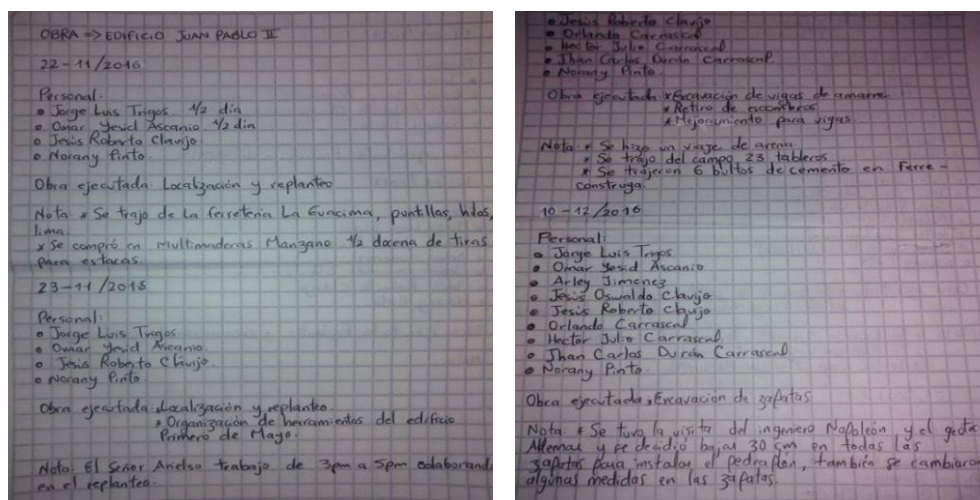 OBRA => EDIFICIO JUAN PABLO II
22-11/2016
Personal:
• Jorge Luis Trigos 1/2 dia
• Omar Yesid Ascanio 1/2 dia
• Jesús Roberto Clavijo
• Norany Pinto.
Obra ejecutada: Localización y replanteo
Nota: * Se trajo de La ferreteria La Guacima, puntillas, hilos,
lima.
* Se compró en Multimaderas Manzano 1/2 docena de tiras
para estacas.
23-11/2016
Personal:
• Jorge Luis Trigos
• Omar Yesid Ascanio
• Jesús Roberto Clavijo.
• Norany Pinto
Obra ejecutada: Localización y replanteo.
* Organización de herramientas del edificio
Primero de Mayo.
Nota: El Señor trabajo de 3pm a 5pm colaborando
en el replanteo.
• Jesús Roberto Clavijo
• Orlando Carrascal
• Hector Julio Carrascal
• Jhan Carlos Durán Carrascal
• Norany Pinto.
Obra ejecutada: * Excavación de vigas de amarre
* Retiro de escombros
* Mejoramiento para vigas
Nota: * Se hizo un viaje de arena
* Se trajo del campo 23 tableros
* Se trajeron 6 bultos de cemento en Ferre-
construya.
10-12/2016
Personal:
• Jorge Luis Trigos
• Omar Yesid Ascanio
• Arley Jimenez
• Jesús Oswaldo Clavijo
• Jesús Roberto Clavijo
• Orlando Carrascal
• Hector Julio Carrascal
• Jhan Carlos Durán Carrascal
• Norany Pinto.
Obra ejecutada: * Excavación de zapatas
Nota: * Se tuvo la visita del ingeniero Napoleón y el
y se decidió bajar 30 cm en todas las
zapatas para instalar el pedraplén, también se cambiaron
algunas medidas en las zapatas.